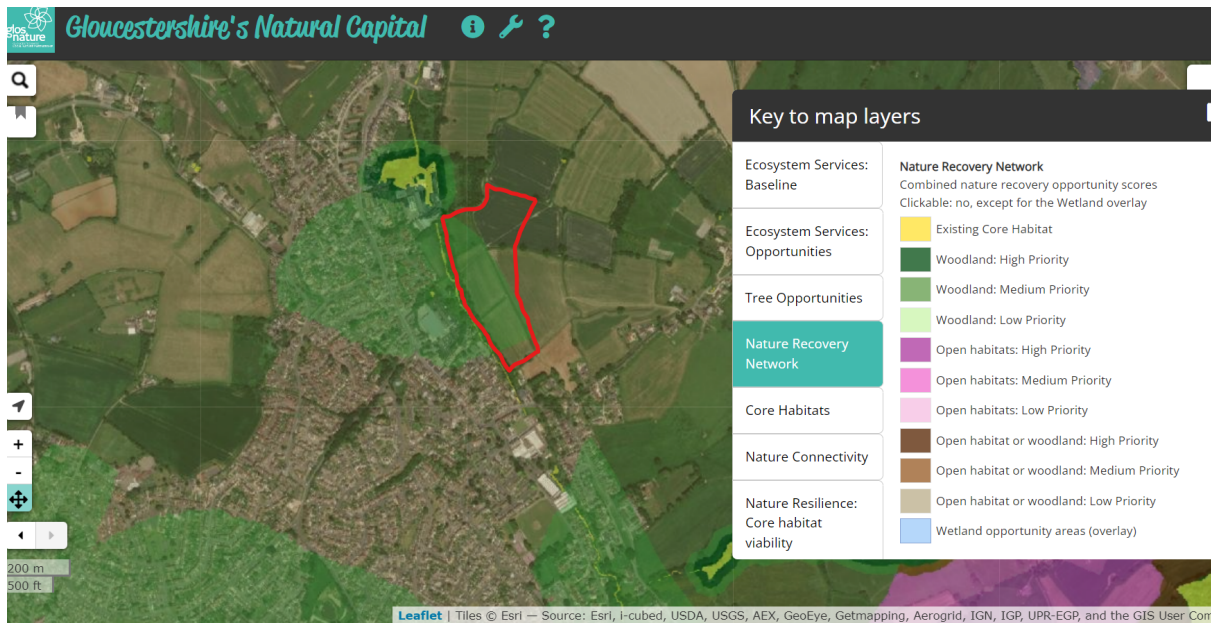 glos
nature
Gloucestershire's Natural Capital
i
?
Key to map layers
Ecosystem Services:
Baseline
Ecosystem Services:
Opportunities
Tree Opportunities
Nature Recovery
Network
Core Habitats
Nature Connectivity
Nature Resilience:
Core habitat
viability
Nature Recovery Network
Combined nature recovery opportunity scores
Clickable: no, except for the Wetland overlay
Existing Core Habitat
Woodland: High Priority
Woodland: Medium Priority
Woodland: Low Priority
Open habitats: High Priority
Open habitats: Medium Priority
Open habitats: Low Priority
Open habitat or woodland: High Priority
Open habitat or woodland: Medium Priority
Open habitat or woodland: Low Priority
Wetland opportunity areas (overlay)
+
-
200 m
500 ft
Leaflet | Tiles © Esri — Source: Esri, i-cubed, USDA, USGS, AEX, GeoEye, Getmapping, Aerogrid, IGN, IGP, UPR-EGP, and the GIS User Com